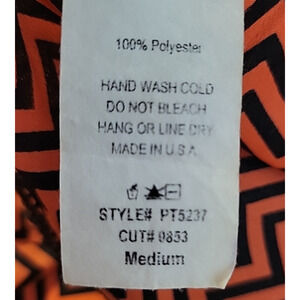 100% Polyester
HAND WASH COLD
DO NOT BLEACH
HANG OR LINE DRY
MADE IN U.S.A
STYLE# PT5237
CUT# 0853
Medium